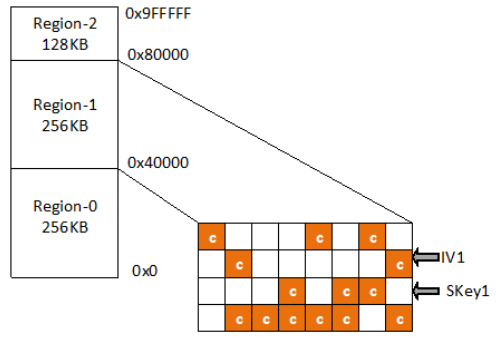 Region-2
128KB
0x9FFFFF
0x80000
Region-1
256KB
0x40000
Region-0
256KB
0x0
c c c
c c
IV1
c c c
SKey1
c c c c c c